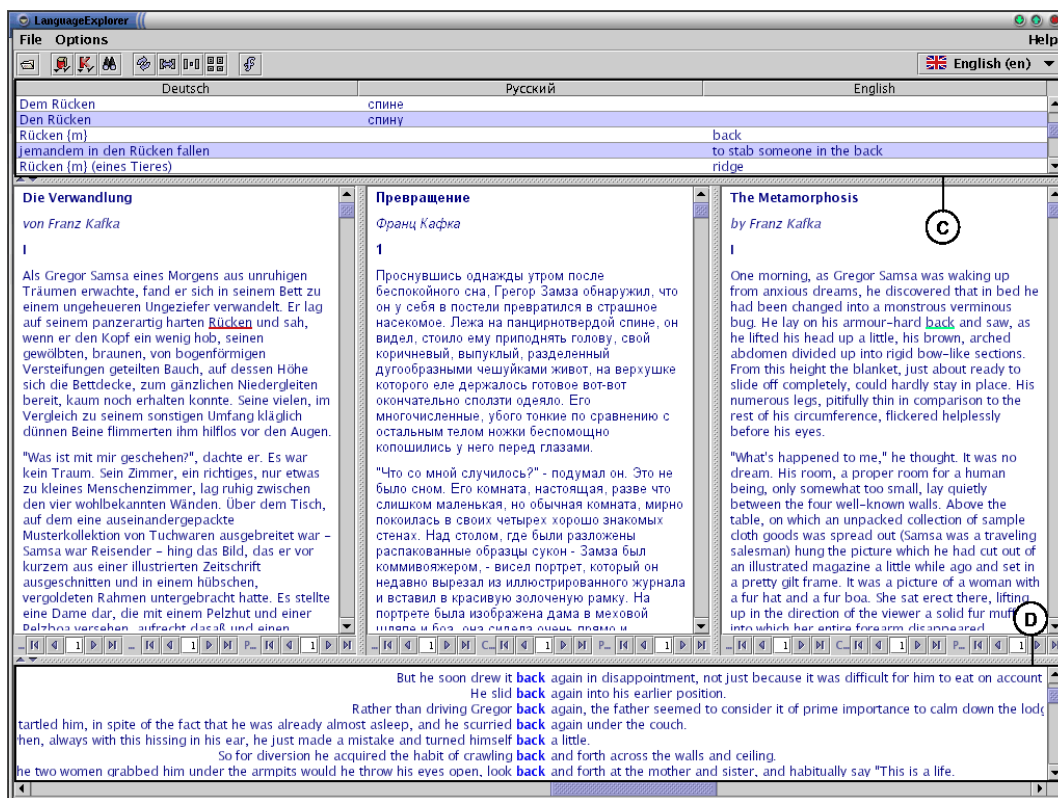 LanguageExplorer
File Options Help
English (en)
Deutsch Русский English
Dem Rücken спине
Den Rücken спину
Rücken {m} back
jemandem in den Rücken fallen to stab someone in the back
Rücken {m} (eines Tieres) ridge
C
Die Verwandlung
von Franz Kafka
I
Als Gregor Samsa eines Morgens aus unruhigen
Träumen erwachte, fand er sich in seinem Bett zu
einem ungeheueren Ungeziefer verwandelt. Er lag
auf seinem panzerartig harten Rücken und sah,
wenn er den Kopf ein wenig hob, seinen
gewölbten, braunen, von bogenförmigen
Versteifungen geteilten Bauch, auf dessen Höhe
sich die Bettdecke, zum gänzlichen Niedergleiten
bereit, kaum noch erhalten konnte. Seine vielen, im
Vergleich zu seinem sonstigen Umfang kläglich
dünnen Beine flimmerten ihm hilflos vor den Augen.
"Was ist mit mir geschehen?", dachte er. Es war
kein Traum. Sein Zimmer, ein richtiges, nur etwas
zu kleines Menschenzimmer, lag ruhig zwischen
den vier wohlbekannten Wänden. Über dem Tisch,
auf dem eine auseinandergepackte
Musterkollektion von Tuchwaren ausgebreitet war –
Samsa war Reisender – hing das Bild, das er vor
kurzem aus einer illustrierten Zeitschrift
ausgeschnitten und in einem hübschen,
vergoldeten Rahmen untergebracht hatte. Es stellte
eine Dame dar, die mit einem Pelzhut und einer
Pelzboa versehen, aufrecht dasaß und einen
Превращение
Франц Кафка
1
Проснувшись однажды утром после
беспокойного сна, Грегор Замза обнаружил, что
он у себя в постели превратился в страшное
насекомое. Лежа на панцирнотвердой спине, он
видел, стоило ему приподнять голову, свой
коричневый, выпуклый, разделенный
дугообразными чешуйками живот, на верхушке
которого еле держалось готовое вот-вот
окончательно сползти одеяло. Его
многочисленные, убого тонкие по сравнению с
остальным телом ножки беспомощно
копошились у него перед глазами.
"Что со мной случилось?" - подумал он. Это не
было сном. Его комната, настоящая, разве что
слишком маленькая, но обычная комната, мирно
покоилась в своих четырех хорошо знакомых
стенах. Над столом, где были разложены
распакованные образцы сукон - Замза был
коммивояжером, - висел портрет, который он
недавно вырезал из иллюстрированного журнала
и вставил в красивую золоченую рамку. На
портрете была изображена дама в меховой
шляпе и боа, она сидела очень прямо и
The Metamorphosis
by Franz Kafka
I
One morning, as Gregor Samsa was waking up
from anxious dreams, he discovered that in bed he
had been changed into a monstrous verminous
bug. He lay on his armour–hard back and saw, as
he lifted his head up a little, his brown, arched
abdomen divided up into rigid bow–like sections.
From this height the blanket, just about ready to
slide off completely, could hardly stay in place. His
numerous legs, pitifully thin in comparison to the
rest of his circumference, flickered helplessly
before his eyes.
"What's happened to me," he thought. It was no
dream. His room, a proper room for a human
being, only somewhat too small, lay quietly
between the four well–known walls. Above the
table, on which an unpacked collection of sample
cloth goods was spread out (Samsa was a traveling
salesman) hung the picture which he had cut out of
an illustrated magazine a little while ago and set in
a pretty gilt frame. It was a picture of a woman with
a fur hat and a fur boa. She sat erect there, lifting
up in the direction of the viewer a solid fur muff
into which her entire forearm disappeared
D
... 1 ... 1 P... 1 ... 1 C... 1 P... 1 ... 1 C... 1 P... 1
But he soon drew it back again in disappointment, not just because it was difficult for him to eat on account
He slid back again into his earlier position.
Rather than driving Gregor back again, the father seemed to consider it of prime importance to calm down the
tartled him, in spite of the fact that he was already almost asleep, and he scurried back again under the couch.
hen, always with this hissing in his ear, he just made a mistake and turned himself back a little.
So for diversion he acquired the habit of crawling back and forth across the walls and ceiling.
he two women grabbed him under the armpits would he throw his eyes open, look back and forth at the mother and sister, and habitually say "This is a life.